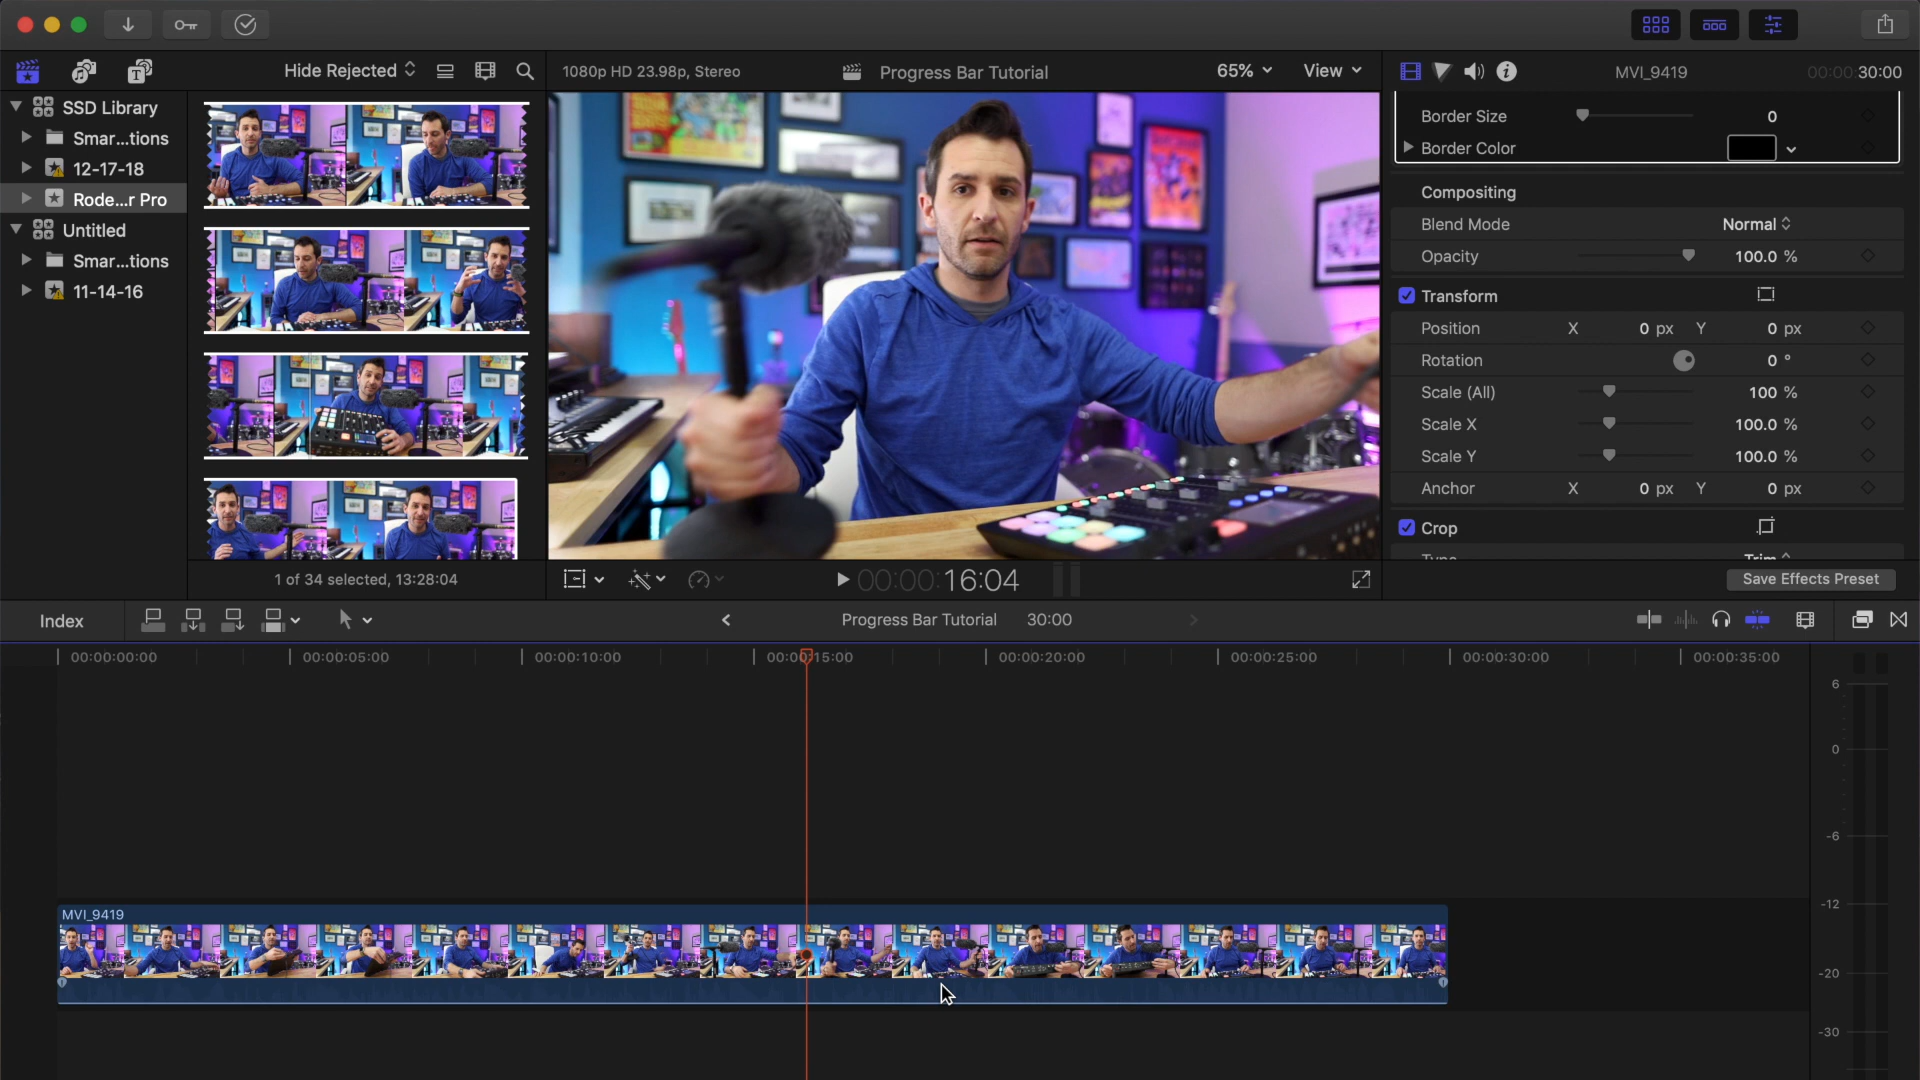 Hide Rejected
1080p HD 23.98p, Stereo
Progress Bar Tutorial
65%
View
MVI_9419
00:00:30:00
SSD Library
Smar...tions
12-17-18
Rode...r Pro
Untitled
Smar...tions
11-14-16
Border Size 0
Border Color
Compositing
Blend Mode Normal
Opacity 100.0 %
Transform
Position X 0 px Y 0 px
Rotation 0 °
Scale (All) 100 %
Scale X 100.0 %
Scale Y 100.0 %
Anchor X 0 px Y 0 px
Crop
Type Trim
1 of 34 selected, 13:28:04
00:00:16:04
Save Effects Preset
Index
Progress Bar Tutorial 30:00
00:00:00:00 00:00:05:00 00:00:10:00 00:00:15:00 00:00:20:00 00:00:25:00 00:00:30:00 00:00:35:00
6
0
-6
-12
-20
-30
MVI_9419